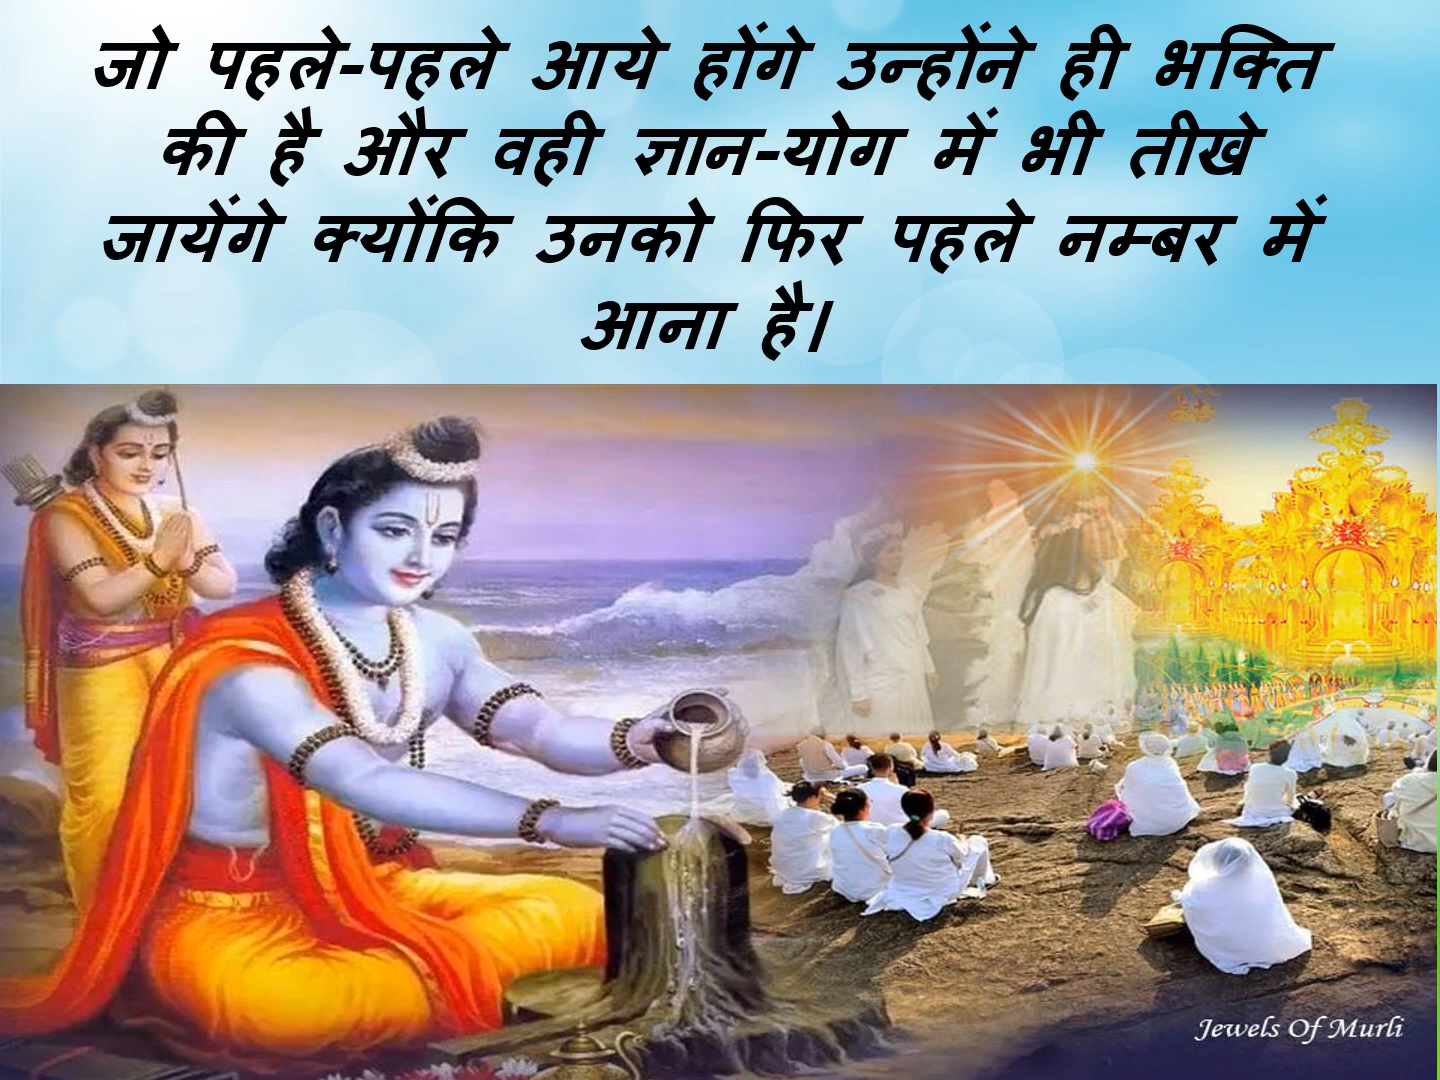 जो पहले-पहले आये होंगे उन्होंने ही भक्ति
की है और वही ज्ञान-योग में भी तीखे
जायेंगे क्योंकि उनको फिर पहले नम्बर में
आना है।
Jewels Of Murli